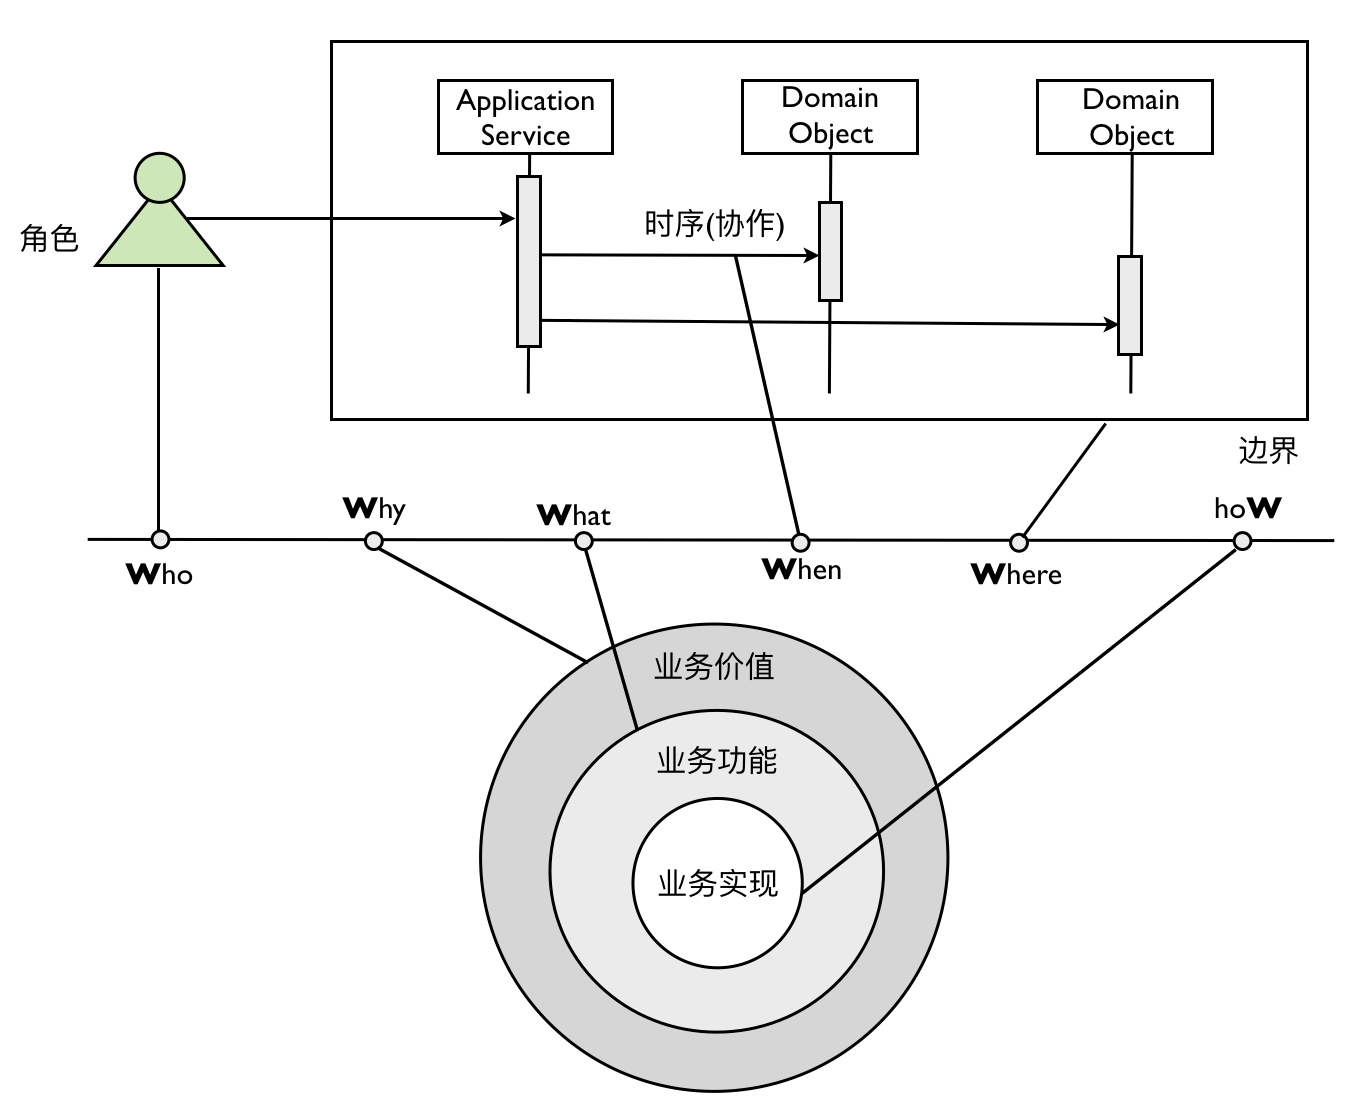 Application
Service
Domain
Object
Domain
Object
时序(协作)
角色
边界
Why
What
hoW
Who
When
Where
业务价值
业务功能
业务实现